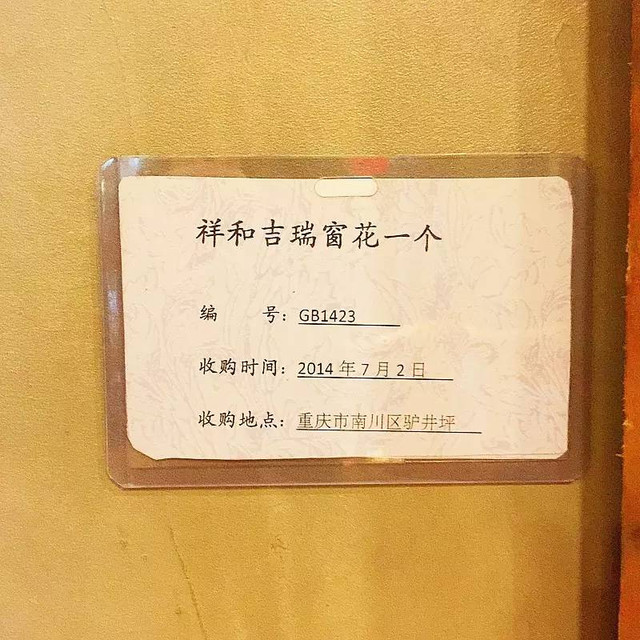 祥和吉瑞窗花一个
编 号：GB1423
收购时间：2014 年 7 月 2 日
收购地点：重庆市南川区驴井坪